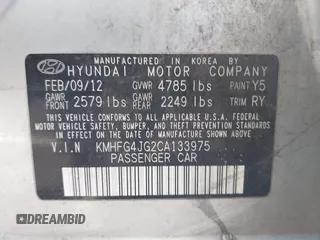 MANUFACTURED IN KOREA BY
HYUNDAI MOTOR COMPANY
FEB/09/12 GVWR 4785 lbs PAINT Y5
GAWR FRONT 2579 lbs GAWR REAR 2249 lbs TRIM RY
THIS VEHICLE CONFORMS TO ALL APPLICABLE
U.S. FEDERAL MOTOR VEHICLE SAFETY, BUMPER,
AND THEFT PREVENTION STANDARDS IN EFFECT ON
THE DATE OF MANUFACTURE SHOWN ABOVE.
V.I.N KMHFG4JG2CA133975
PASSENGER CAR
DREAMBID